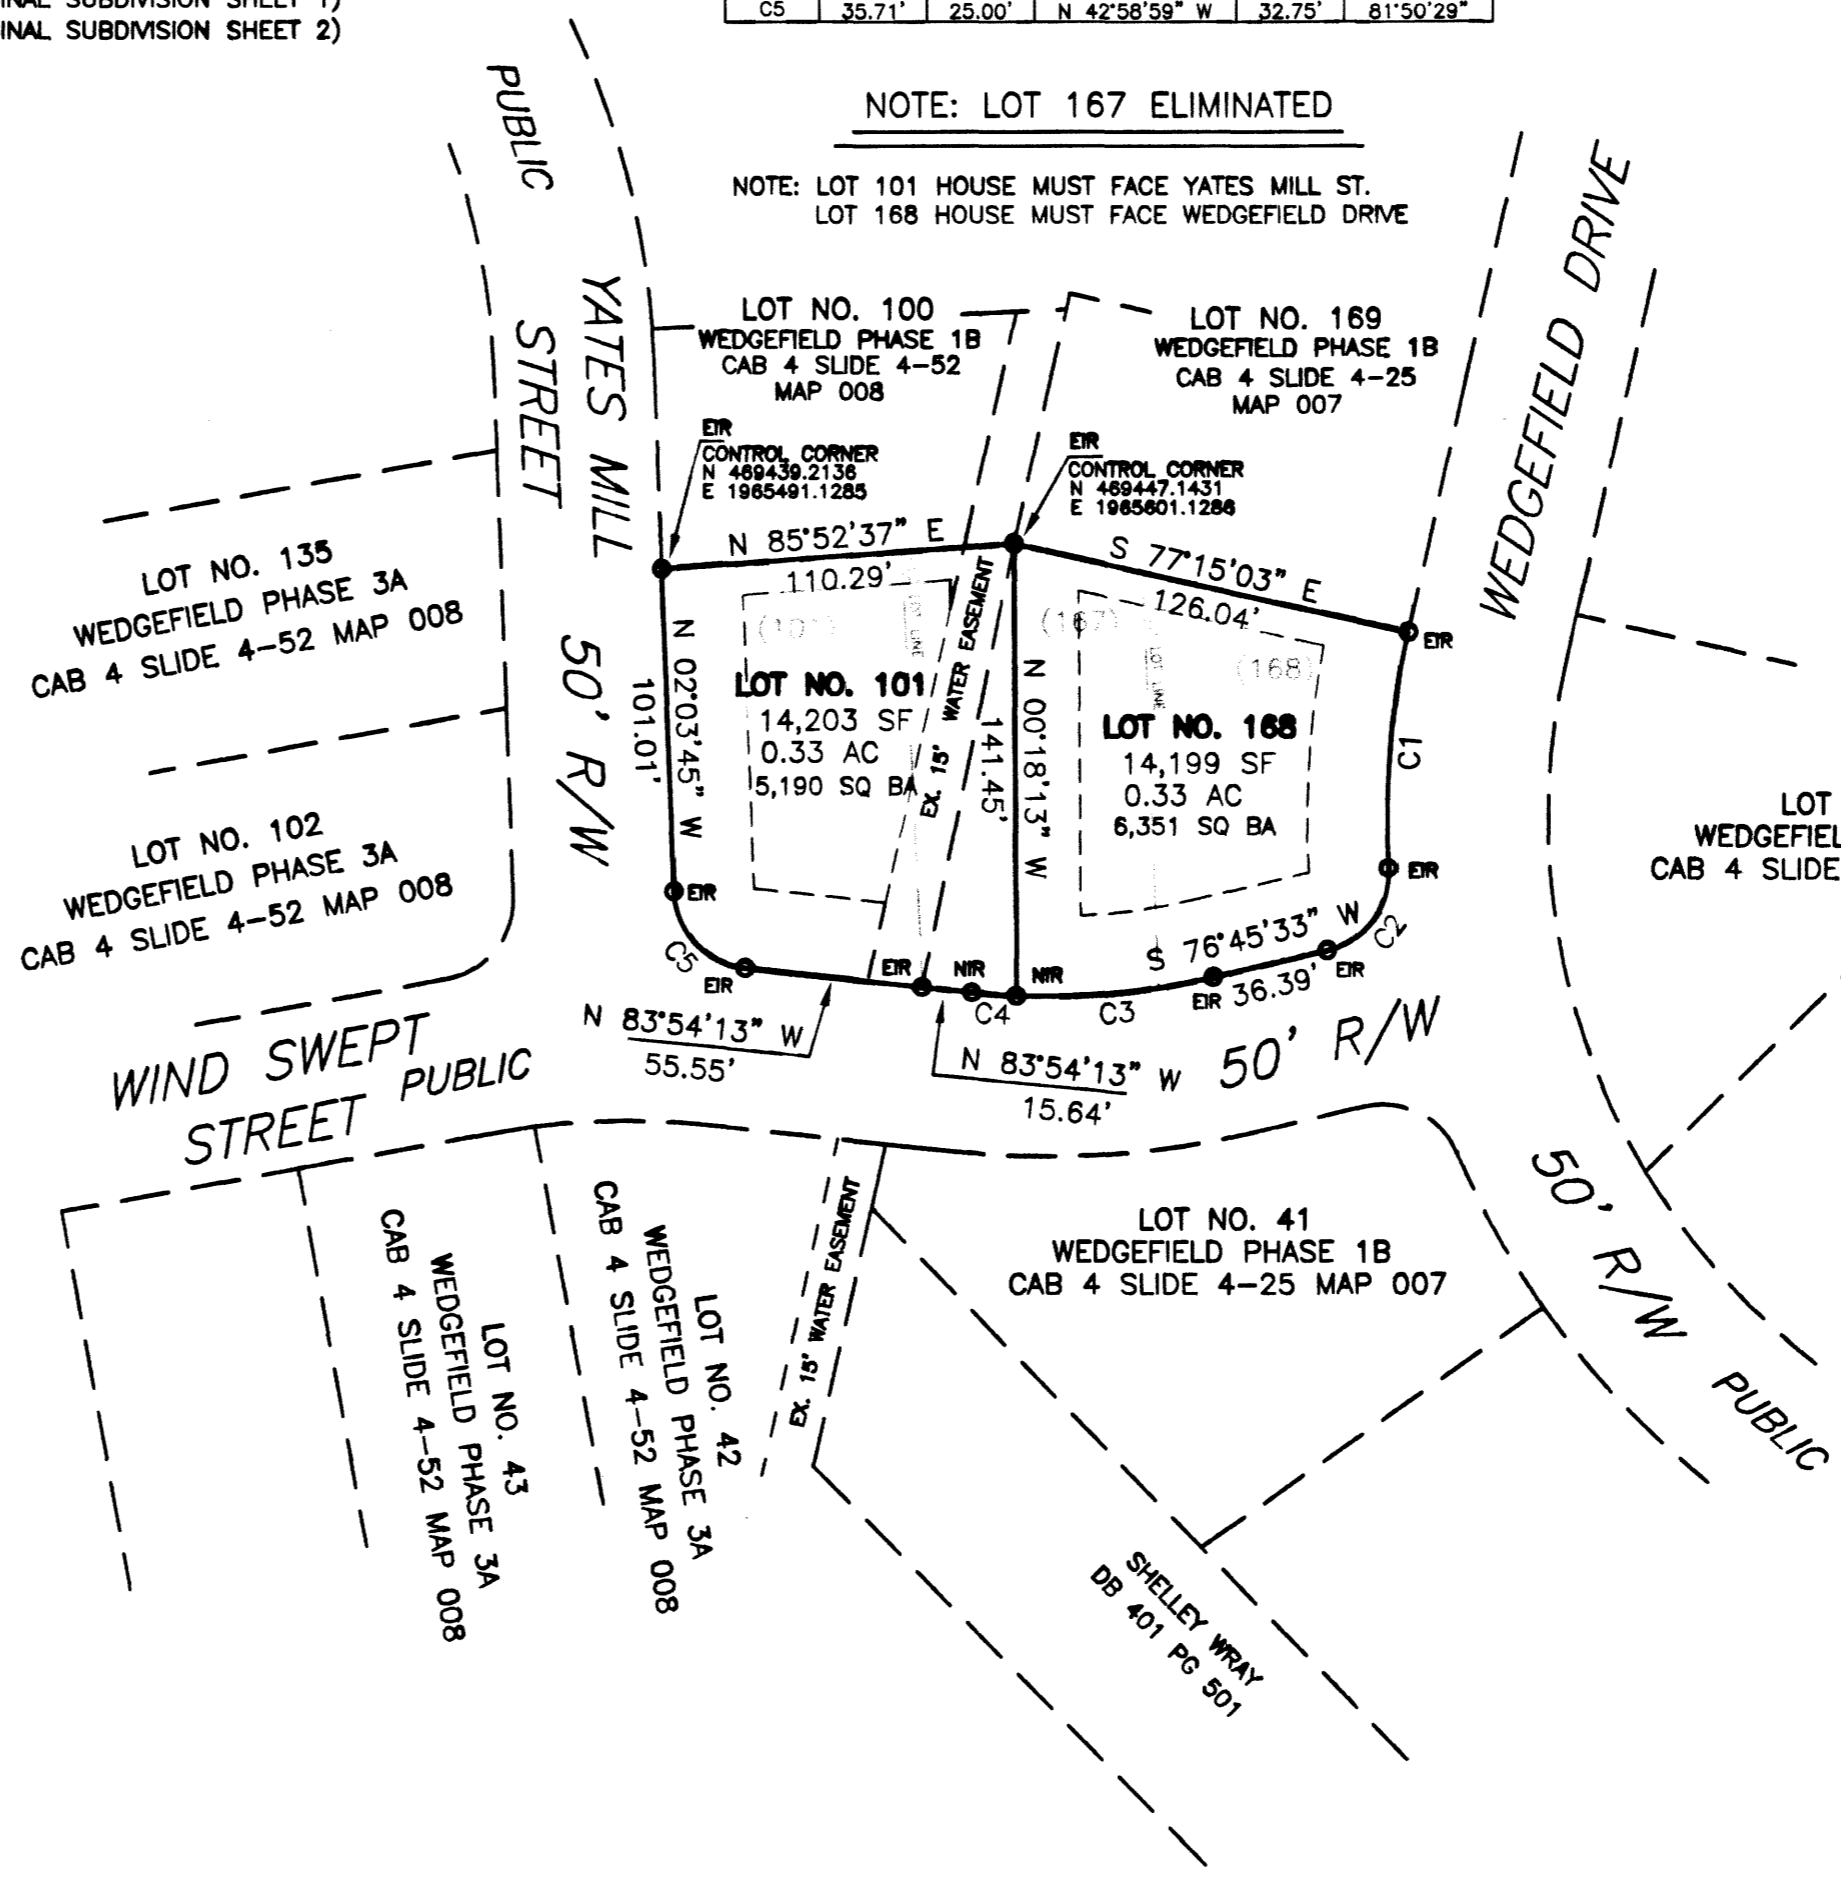 INAL SUBDIVISION SHEET 1)
INAL SUBDIVISION SHEET 2)
C5 35.71' 25.00' N 42°58'59" W 32.75' 81°50'29"
NOTE: LOT 167 ELIMINATED
NOTE: LOT 101 HOUSE MUST FACE YATES MILL ST.
LOT 168 HOUSE MUST FACE WEDGEFIELD DRIVE
PUBLIC
YATES MILL
STREET
50' R/W
WEDGEFIELD DRIVE
LOT NO. 100
WEDGEFIELD PHASE 1B
CAB 4 SLIDE 4-52
MAP 008
LOT NO. 169
WEDGEFIELD PHASE 1B
CAB 4 SLIDE 4-25
MAP 007
EIR
CONTROL CORNER
N 469439.2136
E 1965491.1285
EIR
CONTROL CORNER
N 469447.1431
E 1965601.1286
N 85°52'37" E
110.29'
S 77°15'03" E
126.04'
EIR
LOT NO. 135
WEDGEFIELD PHASE 3A
CAB 4 SLIDE 4-52 MAP 008
N 02°03'45" W
101.01'
(101)
LOT LINE
LOT NO. 101
14,203 SF
0.33 AC
5,190 SQ BA
EX. 15' WATER EASEMENT
141.45'
N 00°18'13" W
(167)
LOT LINE
(168)
LOT NO. 168
14,199 SF
0.33 AC
6,351 SQ BA
C1
EIR
C2
LOT
WEDGEFIEL
CAB 4 SLIDE
LOT NO. 102
WEDGEFIELD PHASE 3A
CAB 4 SLIDE 4-52 MAP 008
EIR
C5
EIR
EIR
NIR
NIR
C4
C3
EIR
S 76°45'33" W
36.39'
EIR
N 83°54'13" W
55.55'
N 83°54'13" W
15.64'
50' R/W
WIND SWEPT
STREET PUBLIC
50' R/W
PUBLIC
LOT NO. 43
WEDGEFIELD PHASE 3A
CAB 4 SLIDE 4-52 MAP 008
LOT NO. 42
WEDGEFIELD PHASE 3A
CAB 4 SLIDE 4-52 MAP 008
EX. 15' WATER EASEMENT
LOT NO. 41
WEDGEFIELD PHASE 1B
CAB 4 SLIDE 4-25 MAP 007
SHELLEY WRAY
DB 401 PG 501